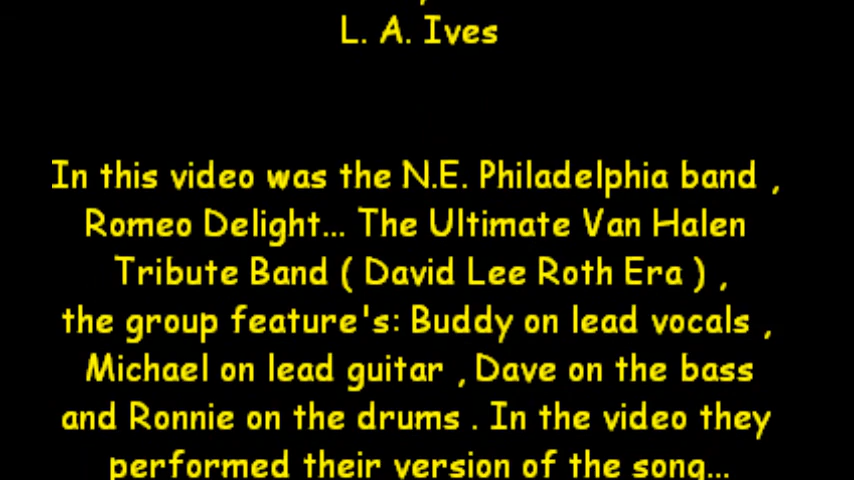 L. A. Ives
In this video was the N.E. Philadelphia band ,
Romeo Delight... The Ultimate Van Halen
Tribute Band ( David Lee Roth Era ) ,
the group feature's: Buddy on lead vocals ,
Michael on lead guitar , Dave on the bass
and Ronnie on the drums . In the video they
performed their version of the song...